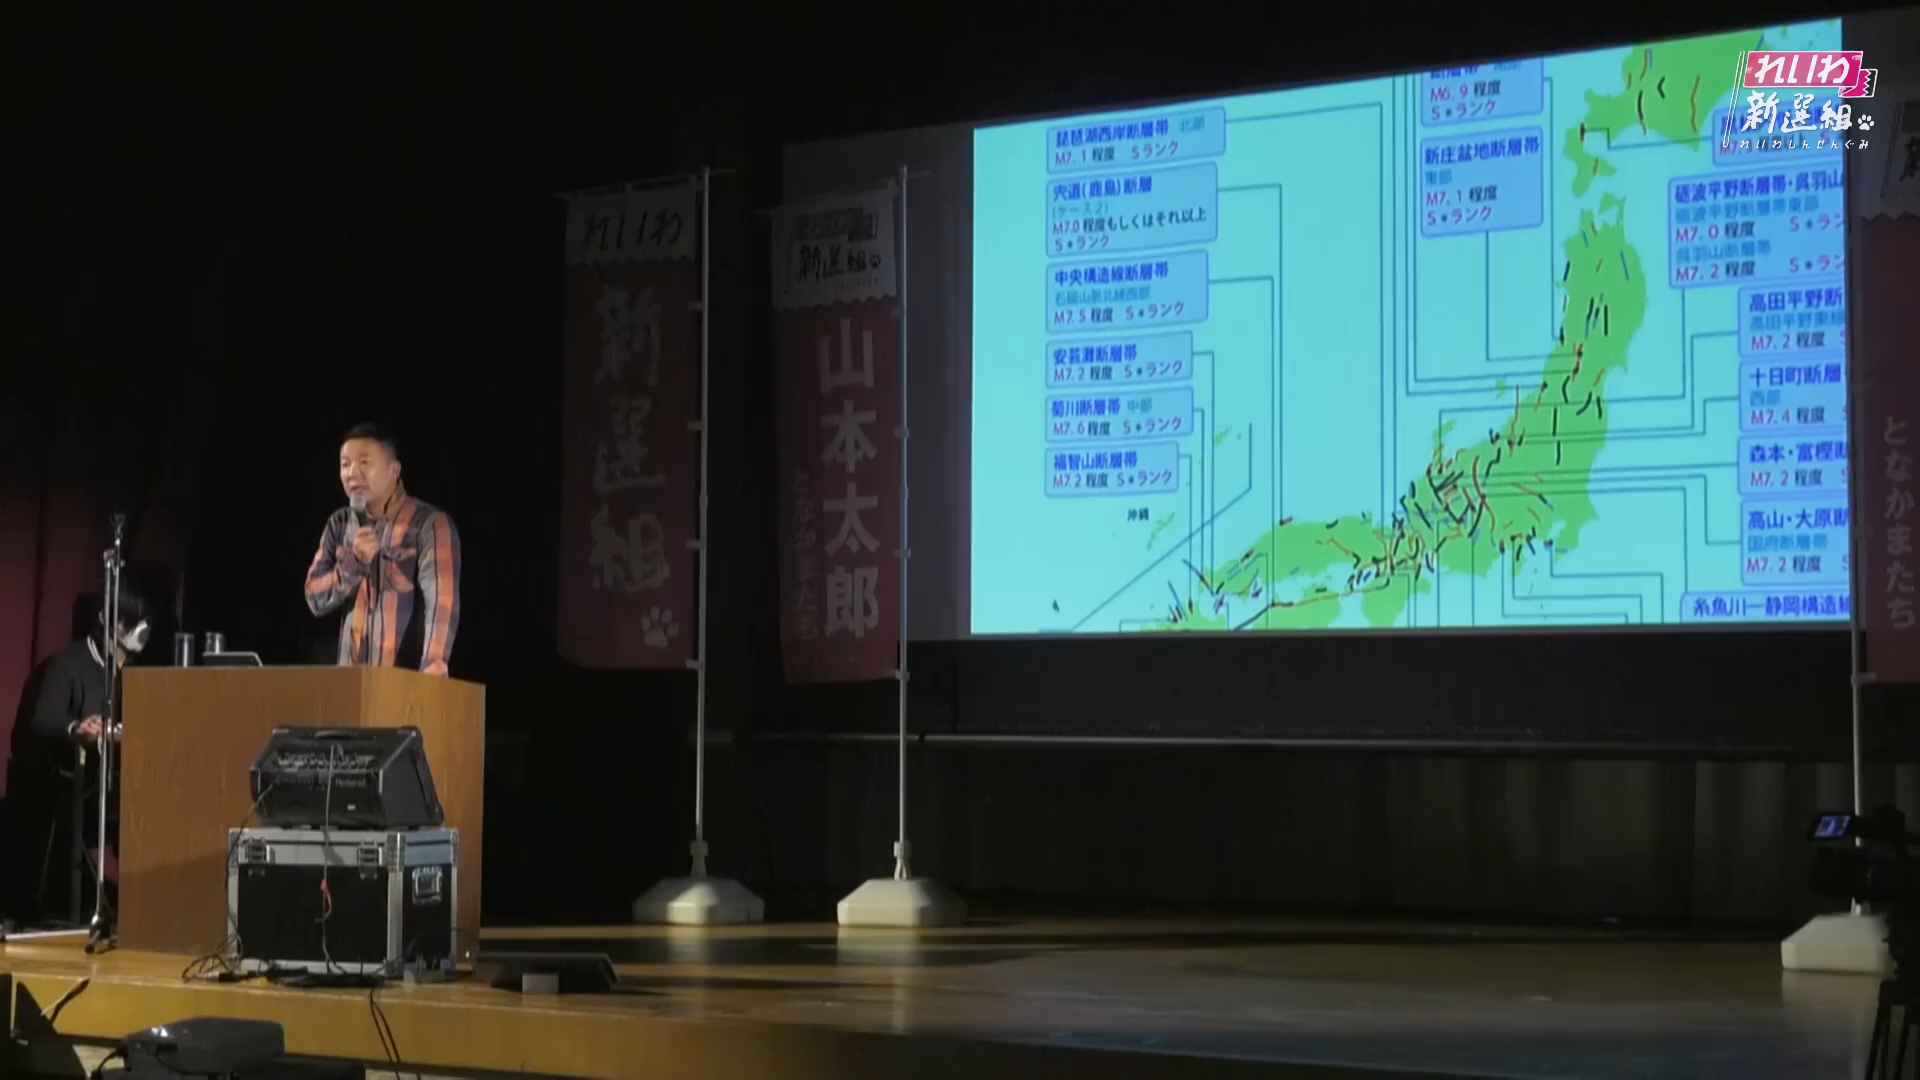 れいわ
新選組
れいわしんせんぐみ
れいわ
新選組
新選組
山本太郎
となかまたち
となかまたち
琵琶湖西岸断層帯 北部
M7.1 程度 Sランク
宍道(鹿島)断層
(ケース2)
M7.0 程度もしくはそれ以上
S*ランク
中央構造線断層帯
石鎚山脈北縁西部
M7.5 程度 S*ランク
安芸灘断層帯
M7.2 程度 S*ランク
菊川断層帯 中部
M7.6 程度 S*ランク
福智山断層帯
M7.2 程度 S*ランク
沖縄
M6.9 程度
S*ランク
新庄盆地断層帯
東部
M7.1 程度
S*ランク
砺波平野断層帯・呉羽山
砺波平野断層帯東部
M7.0 程度 S*ラン
呉羽山断層帯
M7.2 程度 S*ラン
高田平野断
高田平野東縁
M7.2 程度
十日町断層
西部
M7.4 程度
森本・富樫断
M7.2 程度
高山・大原断
国府断層帯
M7.2 程度
糸魚川―静岡構造線
Roland